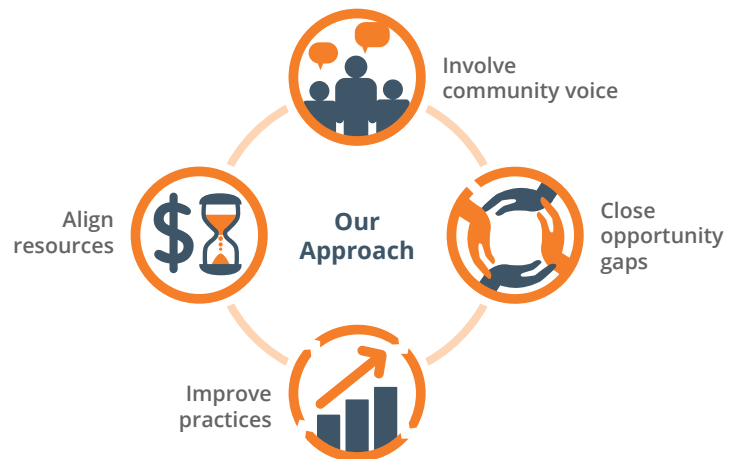 Involve
community voice
Align
resources
Our
Approach
Close
opportunity
gaps
Improve
practices
$